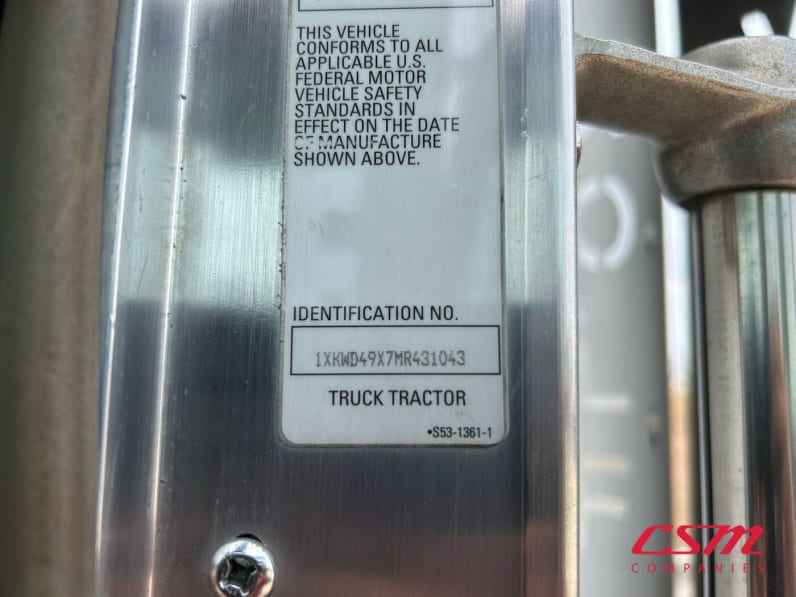 THIS VEHICLE
CONFORMS TO ALL
APPLICABLE U.S.
FEDERAL MOTOR
VEHICLE SAFETY
STANDARDS IN
EFFECT ON THE DATE
OF MANUFACTURE
SHOWN ABOVE.
IDENTIFICATION NO.
1XKWD49X7MR431043
TRUCK TRACTOR
•S53-1361-1
CSM
COMPANIES